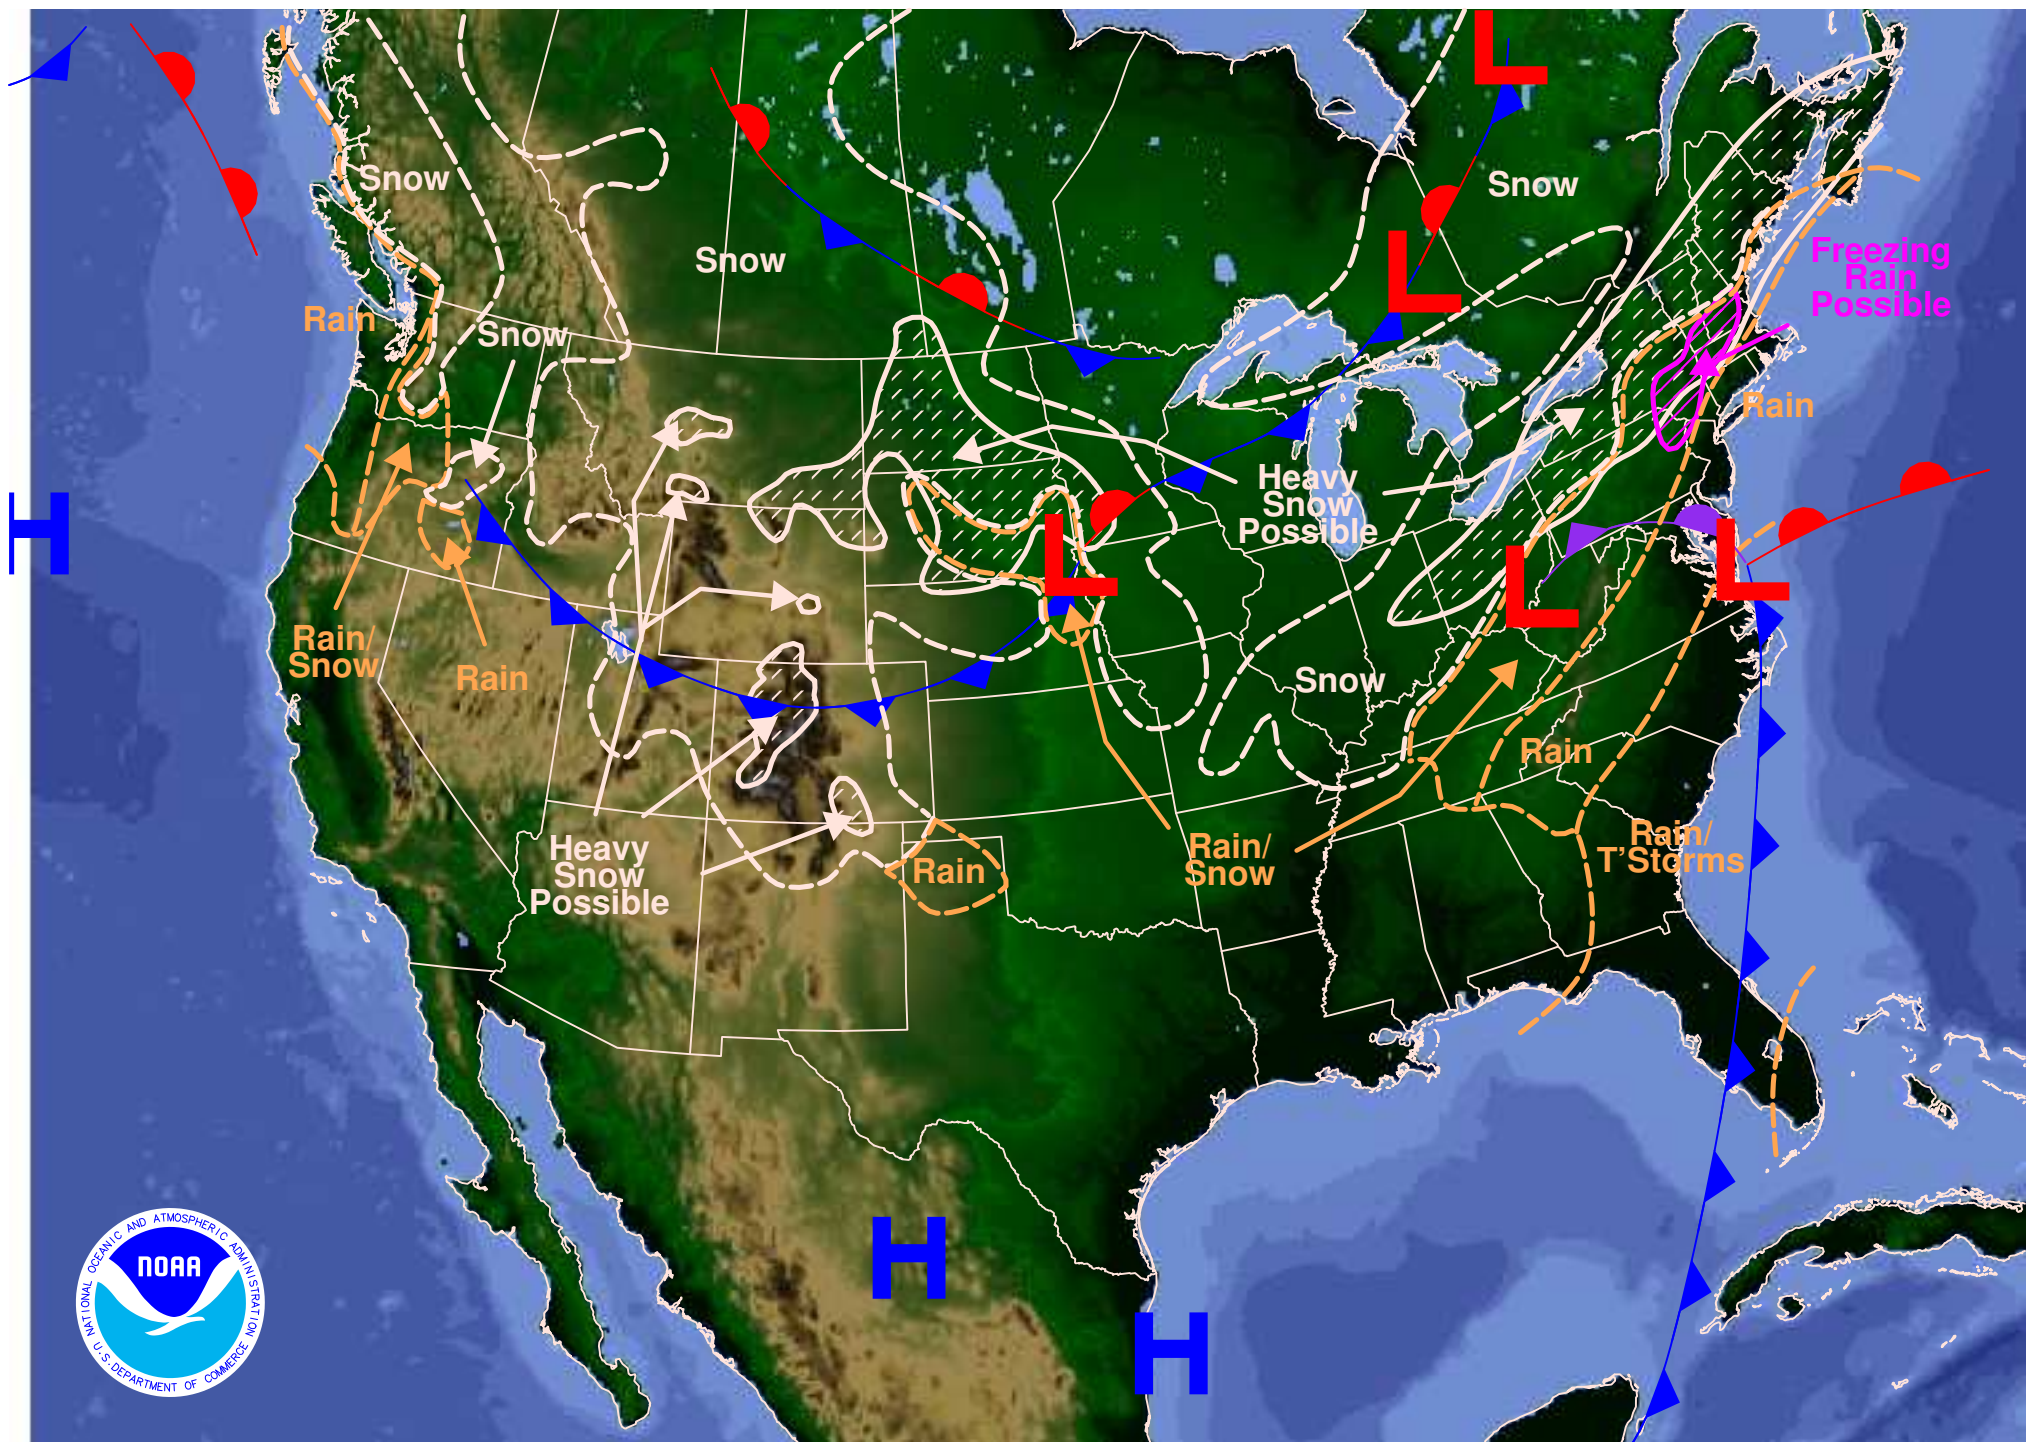 L
Snow
Snow
L
Freezing
Rain
Possible
Snow
Rain
Snow
Rain
Heavy
Snow
Possible
H
L
L
L
Rain/
Snow
Rain
Snow
Rain
Heavy
Snow
Possible
Rain/
Snow
Rain
Rain/
T'Storms
H
H
NATIONAL OCEANIC AND ATMOSPHERIC ADMINISTRATION
NOAA
U.S. DEPARTMENT OF COMMERCE